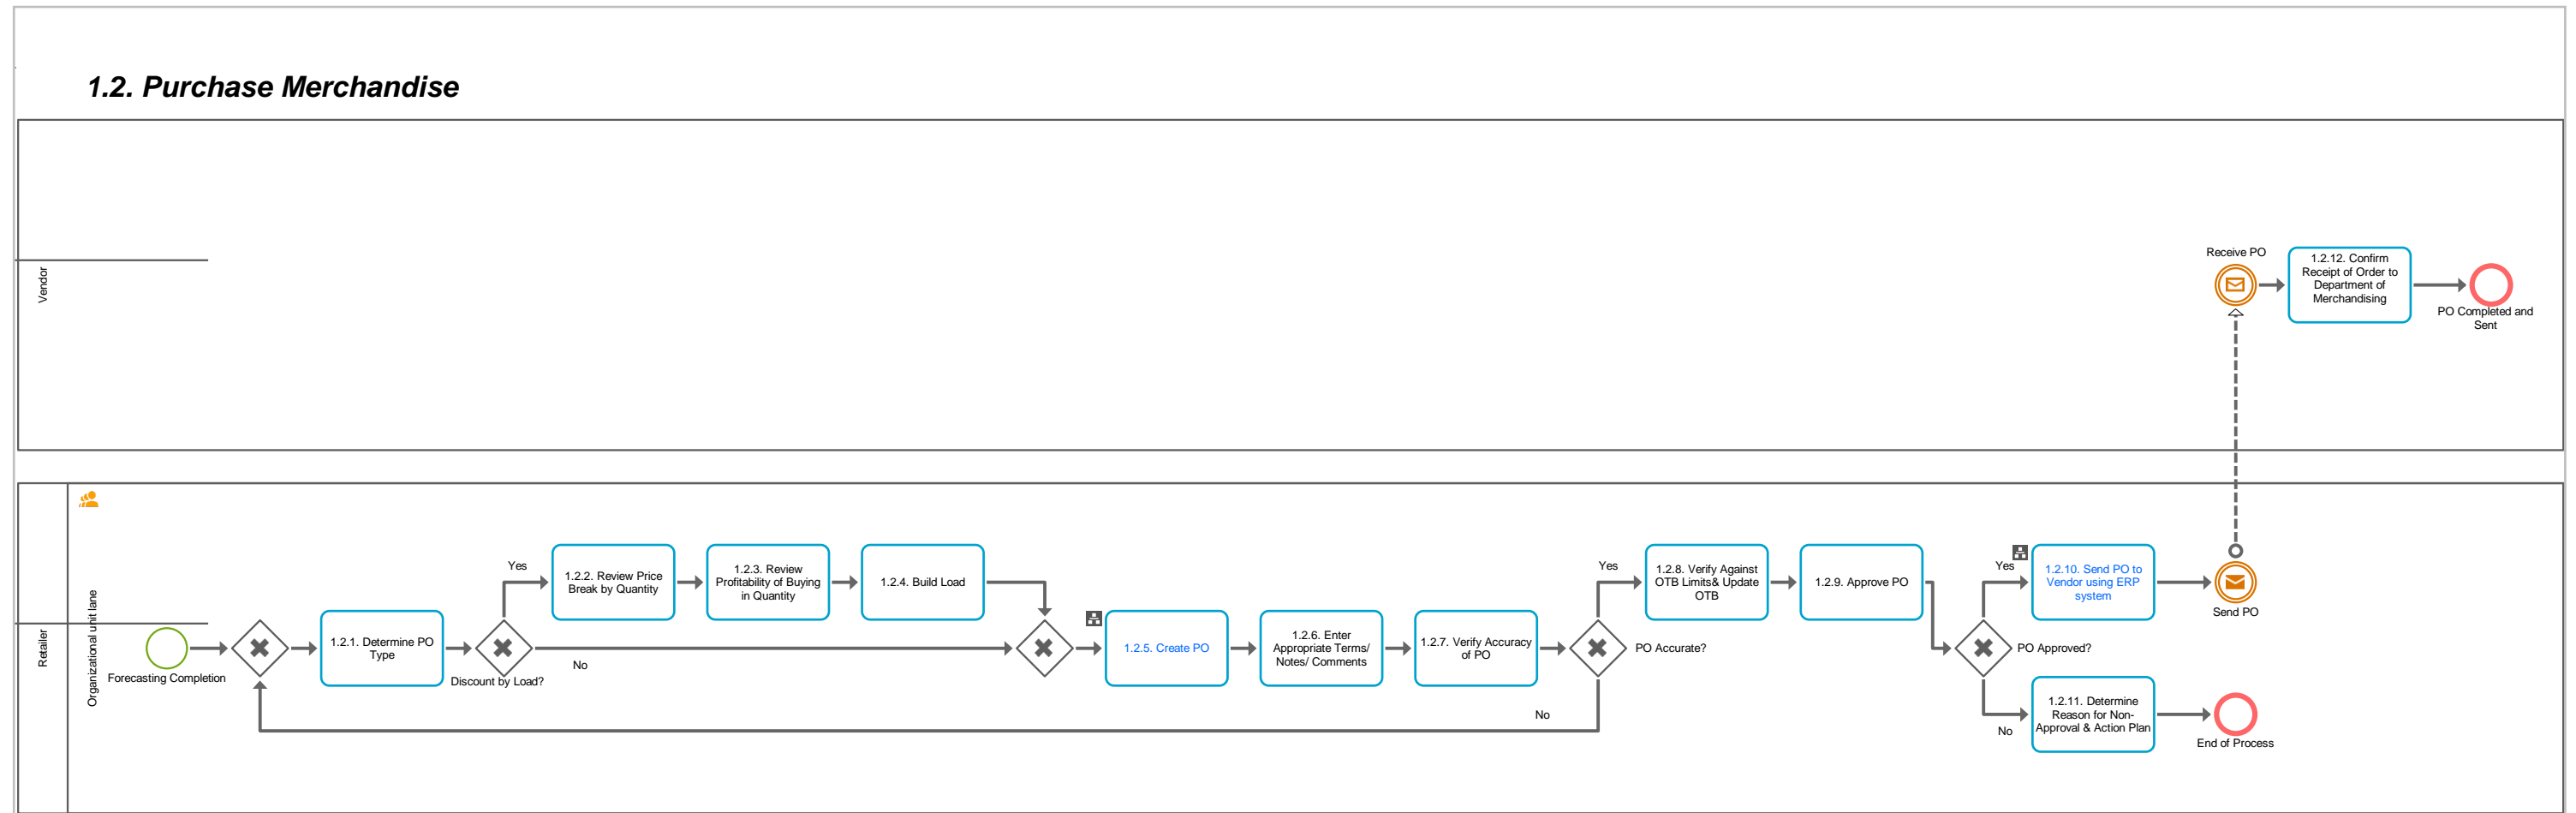 1.2. Purchase Merchandise
Vendor
Receive PO
1.2.12. Confirm
Receipt of Order to
Department of
Merchandising
PO Completed and
Sent
Retailer
Organizational unit lane
Forecasting Completion
1.2.1. Determine PO
Type
Discount by Load?
Yes
No
1.2.2. Review Price
Break by Quantity
1.2.3. Review
Profitability of Buying
in Quantity
1.2.4. Build Load
1.2.5. Create PO
1.2.6. Enter
Appropriate Terms/
Notes/ Comments
1.2.7. Verify Accuracy
of PO
PO Accurate?
Yes
No
1.2.8. Verify Against
OTB Limits& Update
OTB
1.2.9. Approve PO
PO Approved?
Yes
No
1.2.10. Send PO to
Vendor using ERP
system
Send PO
1.2.11. Determine
Reason for Non-
Approval & Action Plan
End of Process